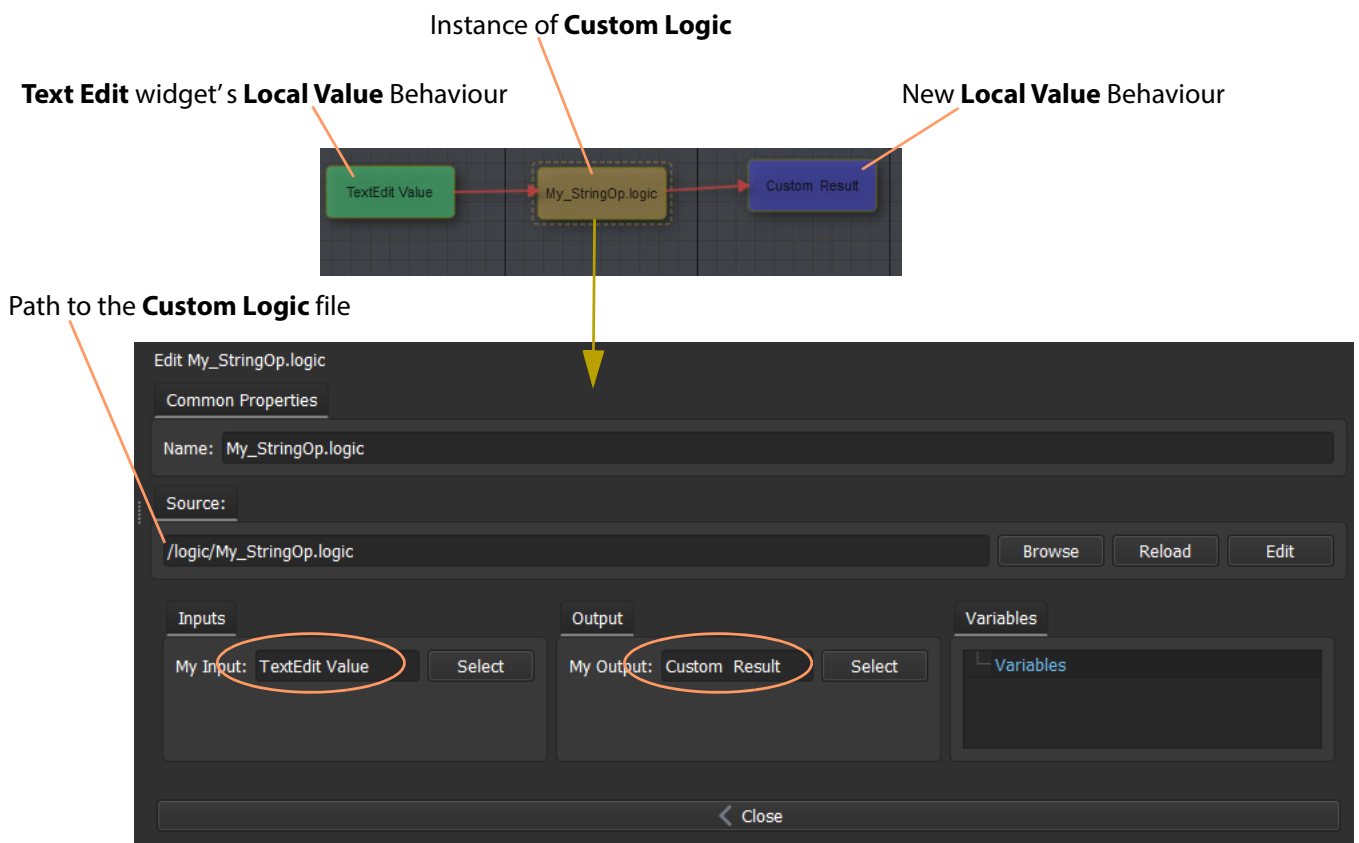 Instance of Custom Logic
Text Edit widget's Local Value Behaviour
New Local Value Behaviour
TextEdit Value
My_StringOp.logic
Custom Result
Path to the Custom Logic file
Edit My_StringOp.logic
Common Properties
Name: My_StringOp.logic
Source:
/logic/My_StringOp.logic Browse Reload Edit
Inputs Output Variables
My Input: TextEdit Value Select My Output: Custom Result Select Variables
Close